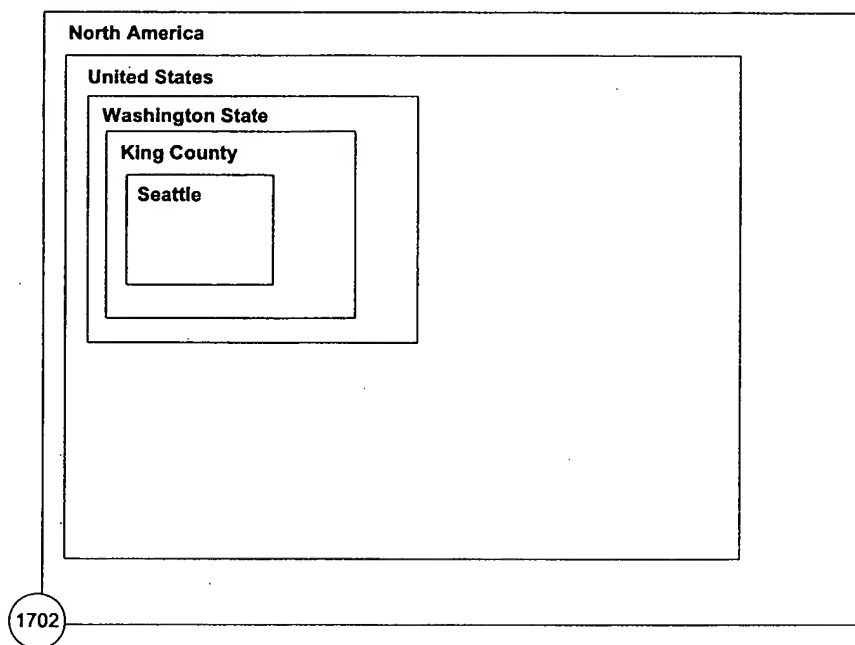 North America
United States
Washington State
King County
Seattle
1702